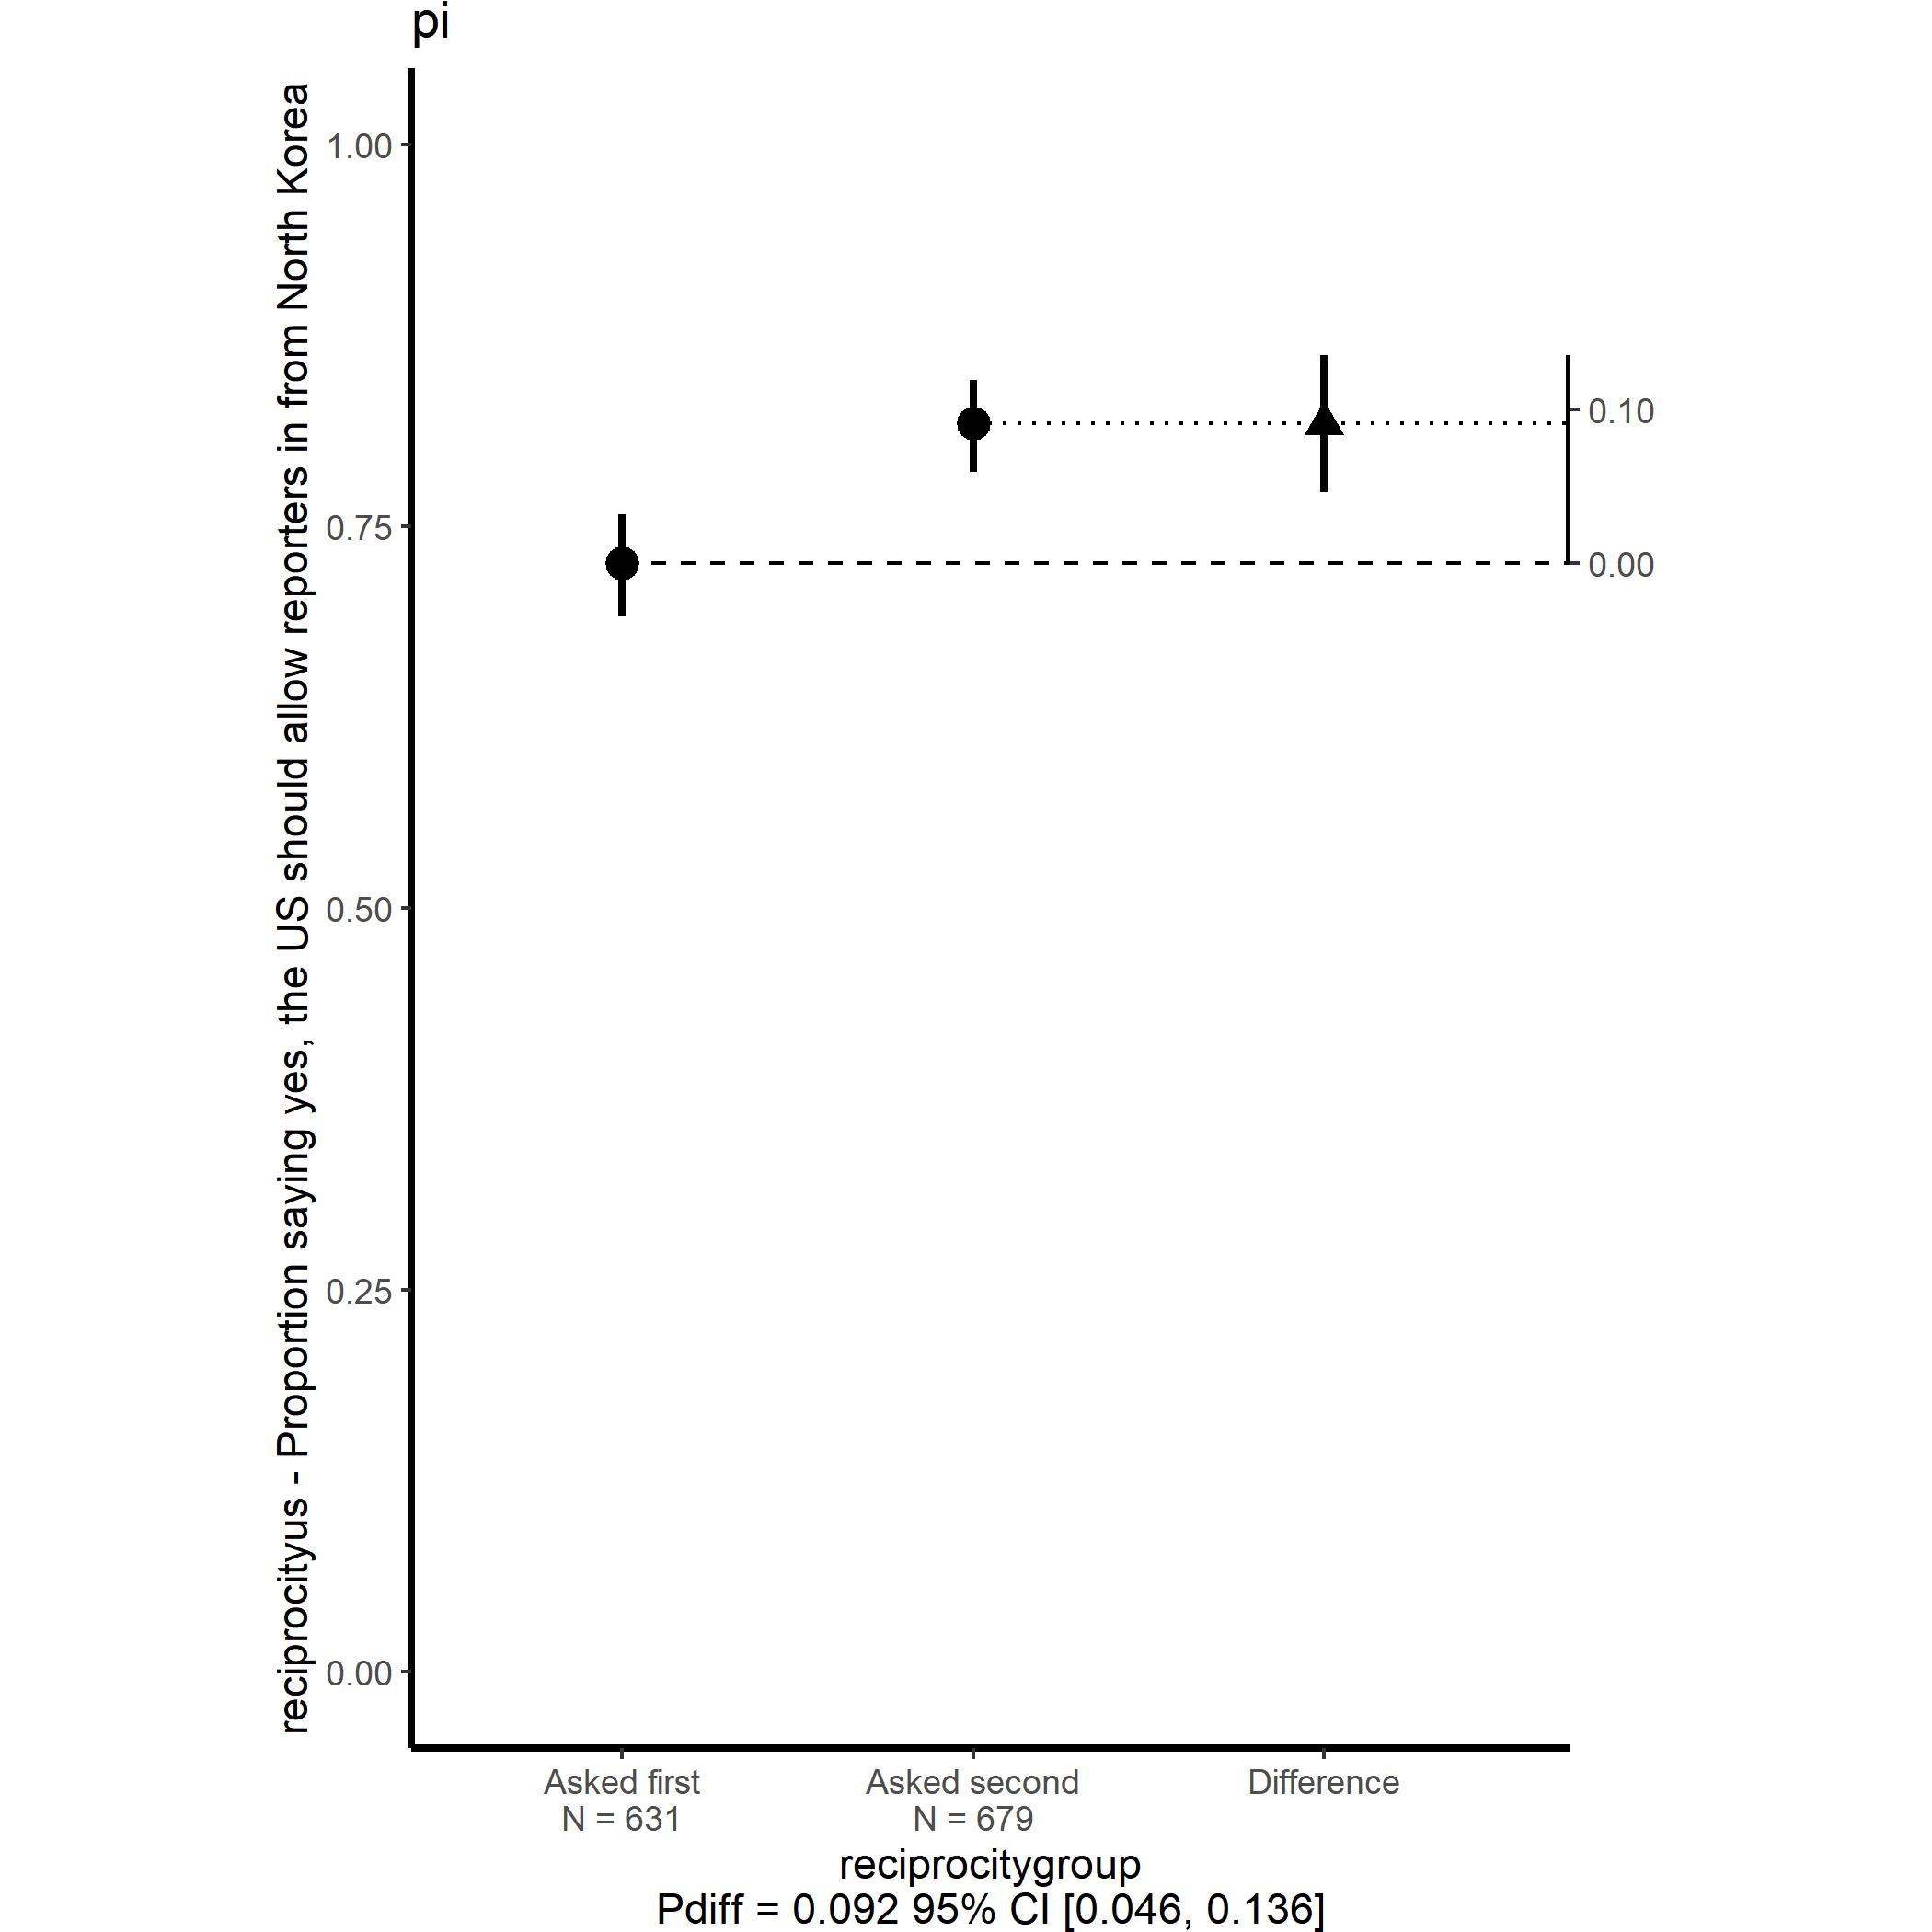 pi
reciprocityus - Proportion saying yes, the US should allow reporters in from North Korea
1.00
0.75
0.50
0.25
0.00
0.10
0.00
Asked first
N = 631
Asked second
N = 679
Difference
reciprocitygroup
Pdiff = 0.092 95% CI [0.046, 0.136]